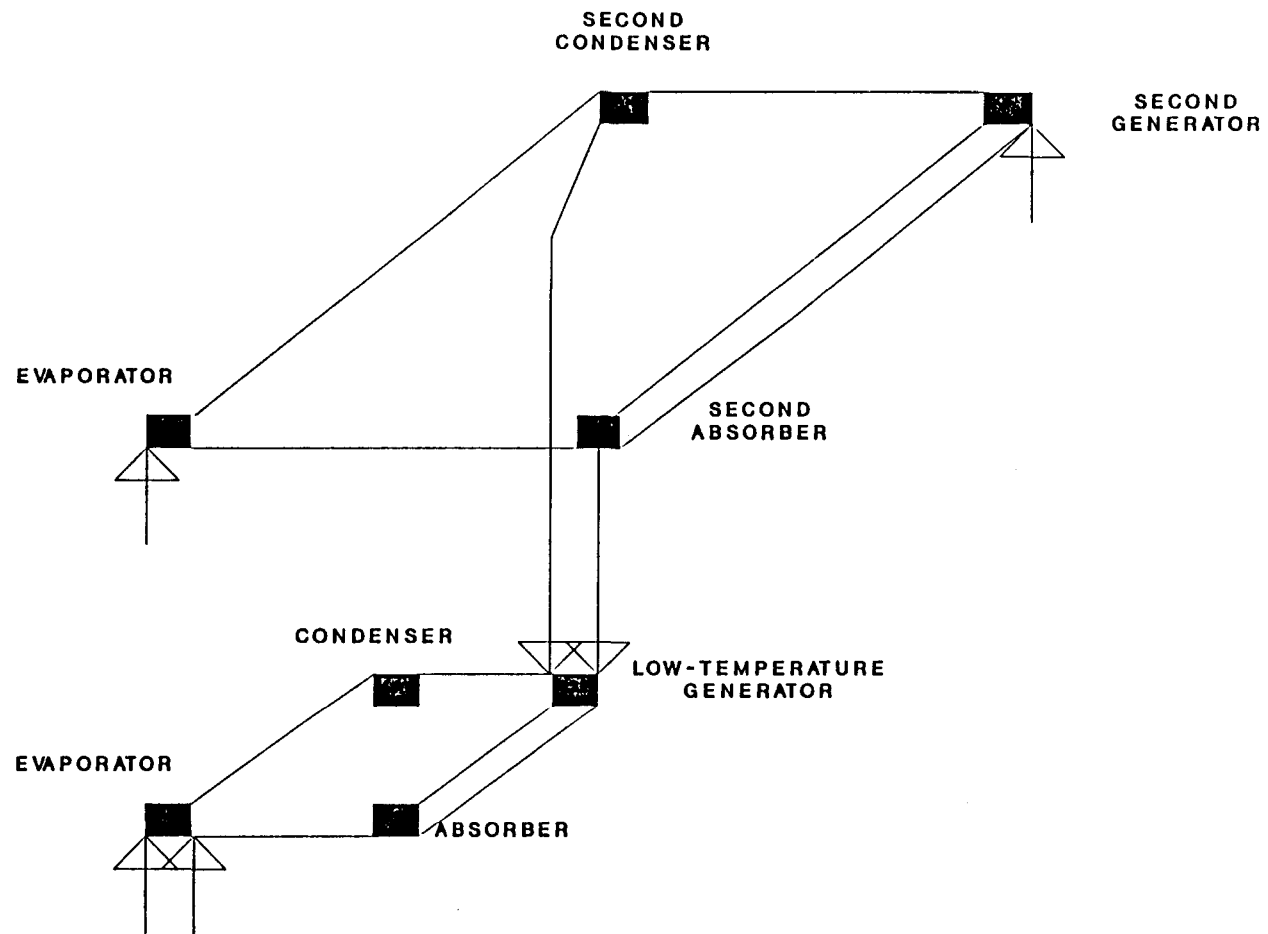 SECOND
CONDENSER
SECOND
GENERATOR
EVAPORATOR
SECOND
ABSORBER
CONDENSER
LOW-TEMPERATURE
GENERATOR
EVAPORATOR
ABSORBER